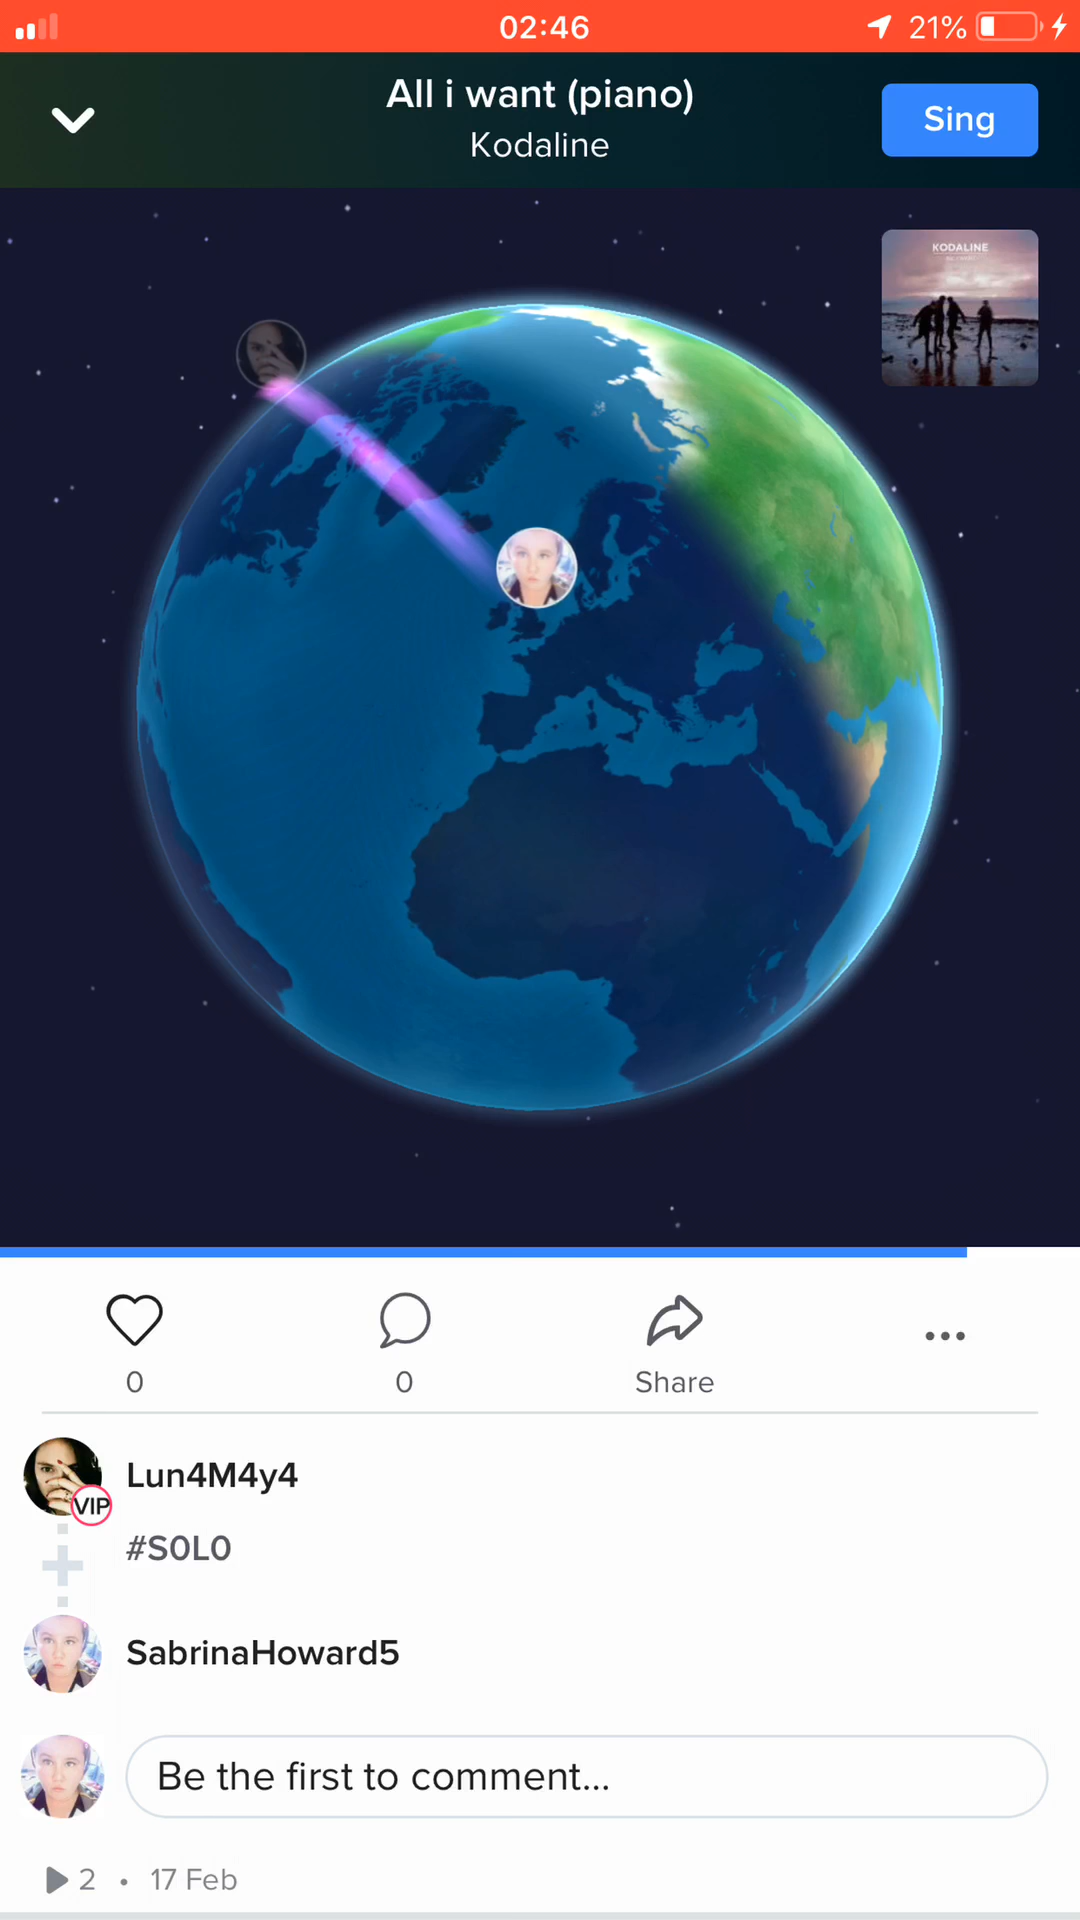 02:46
21%
All i want (piano)
Kodaline
Sing
KODALINE
0
0
Share
Lun4M4y4
VIP
#S0L0
SabrinaHoward5
Be the first to comment...
2 • 17 Feb